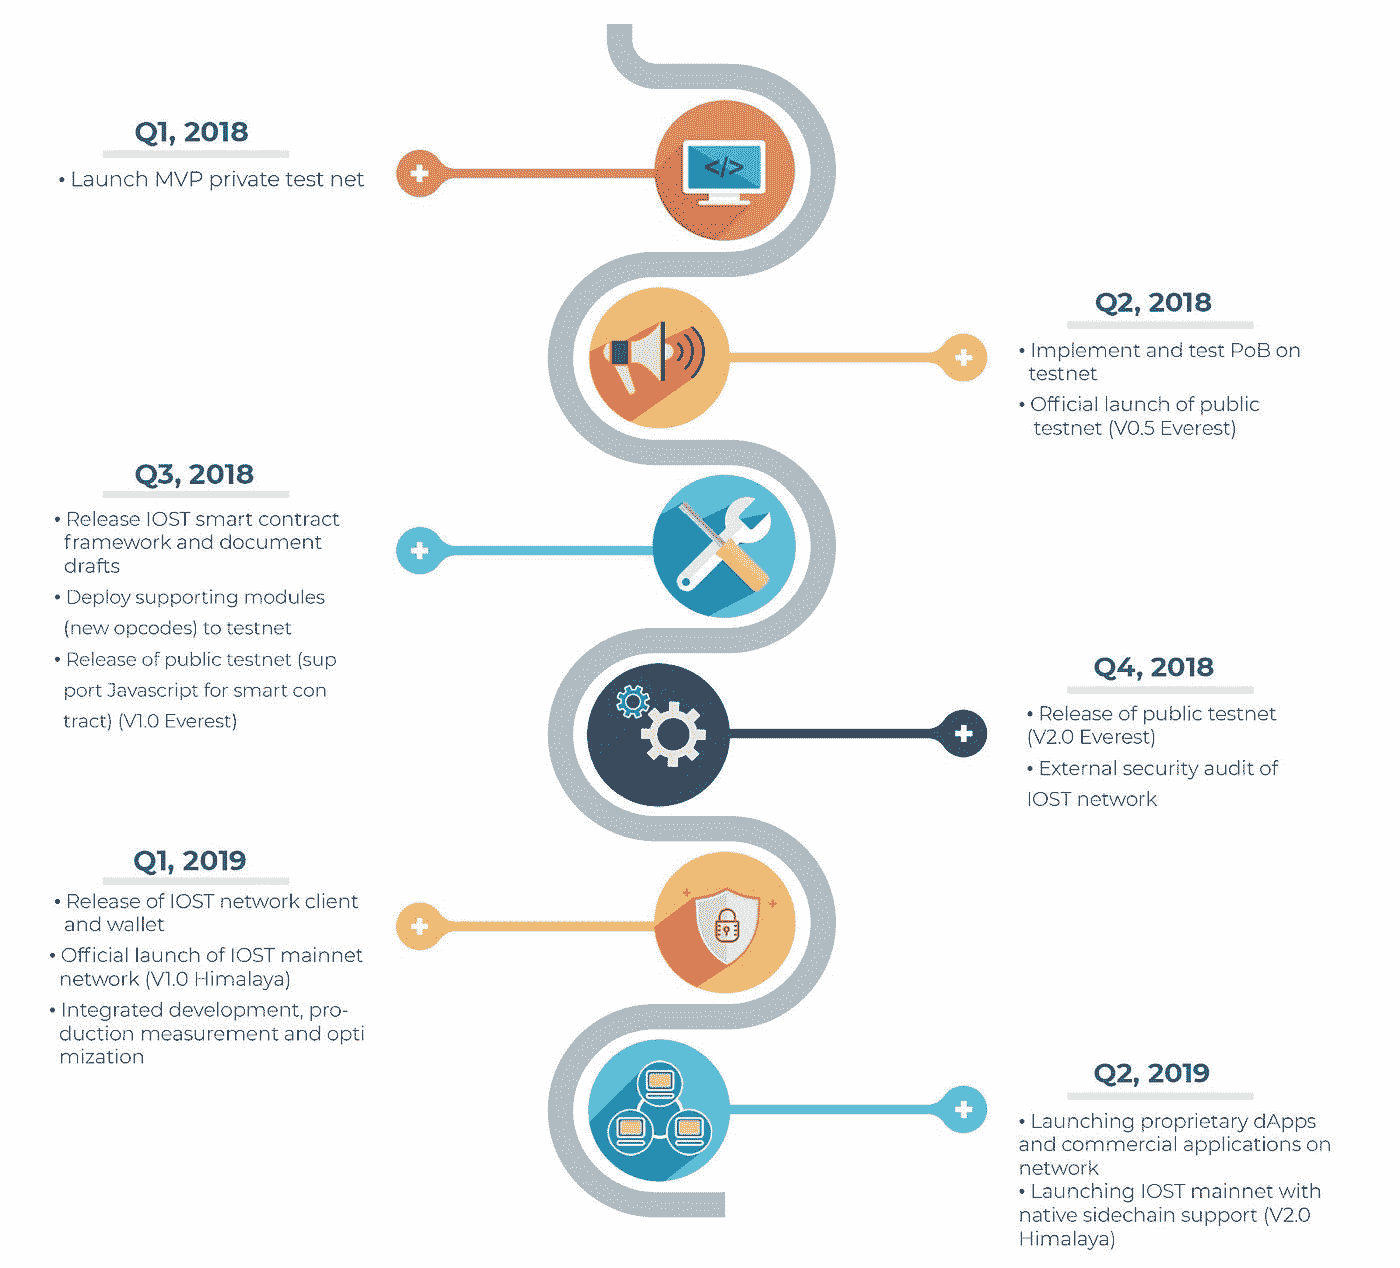 Q1, 2018
• Launch MVP private test net
</>
Q2, 2018
• Implement and test PoB on
testnet
• Official launch of public
testnet (V0.5 Everest)
Q3, 2018
• Release IOST smart contract
framework and document
drafts
• Deploy supporting modules
(new opcodes) to testnet
• Release of public testnet (sup
port Javascript for smart con
tract) (V1.0 Everest)
Q4, 2018
• Release of public testnet
(V2.0 Everest)
• External security audit of
IOST network
Q1, 2019
• Release of IOST network client
and wallet
• Official launch of IOST mainnet
network (V1.0 Himalaya)
• Integrated development, pro-
duction measurement and opti
mization
Q2, 2019
• Launching proprietary dApps
and commercial applications on
network
• Launching IOST mainnet with
native sidechain support (V2.0
Himalaya)